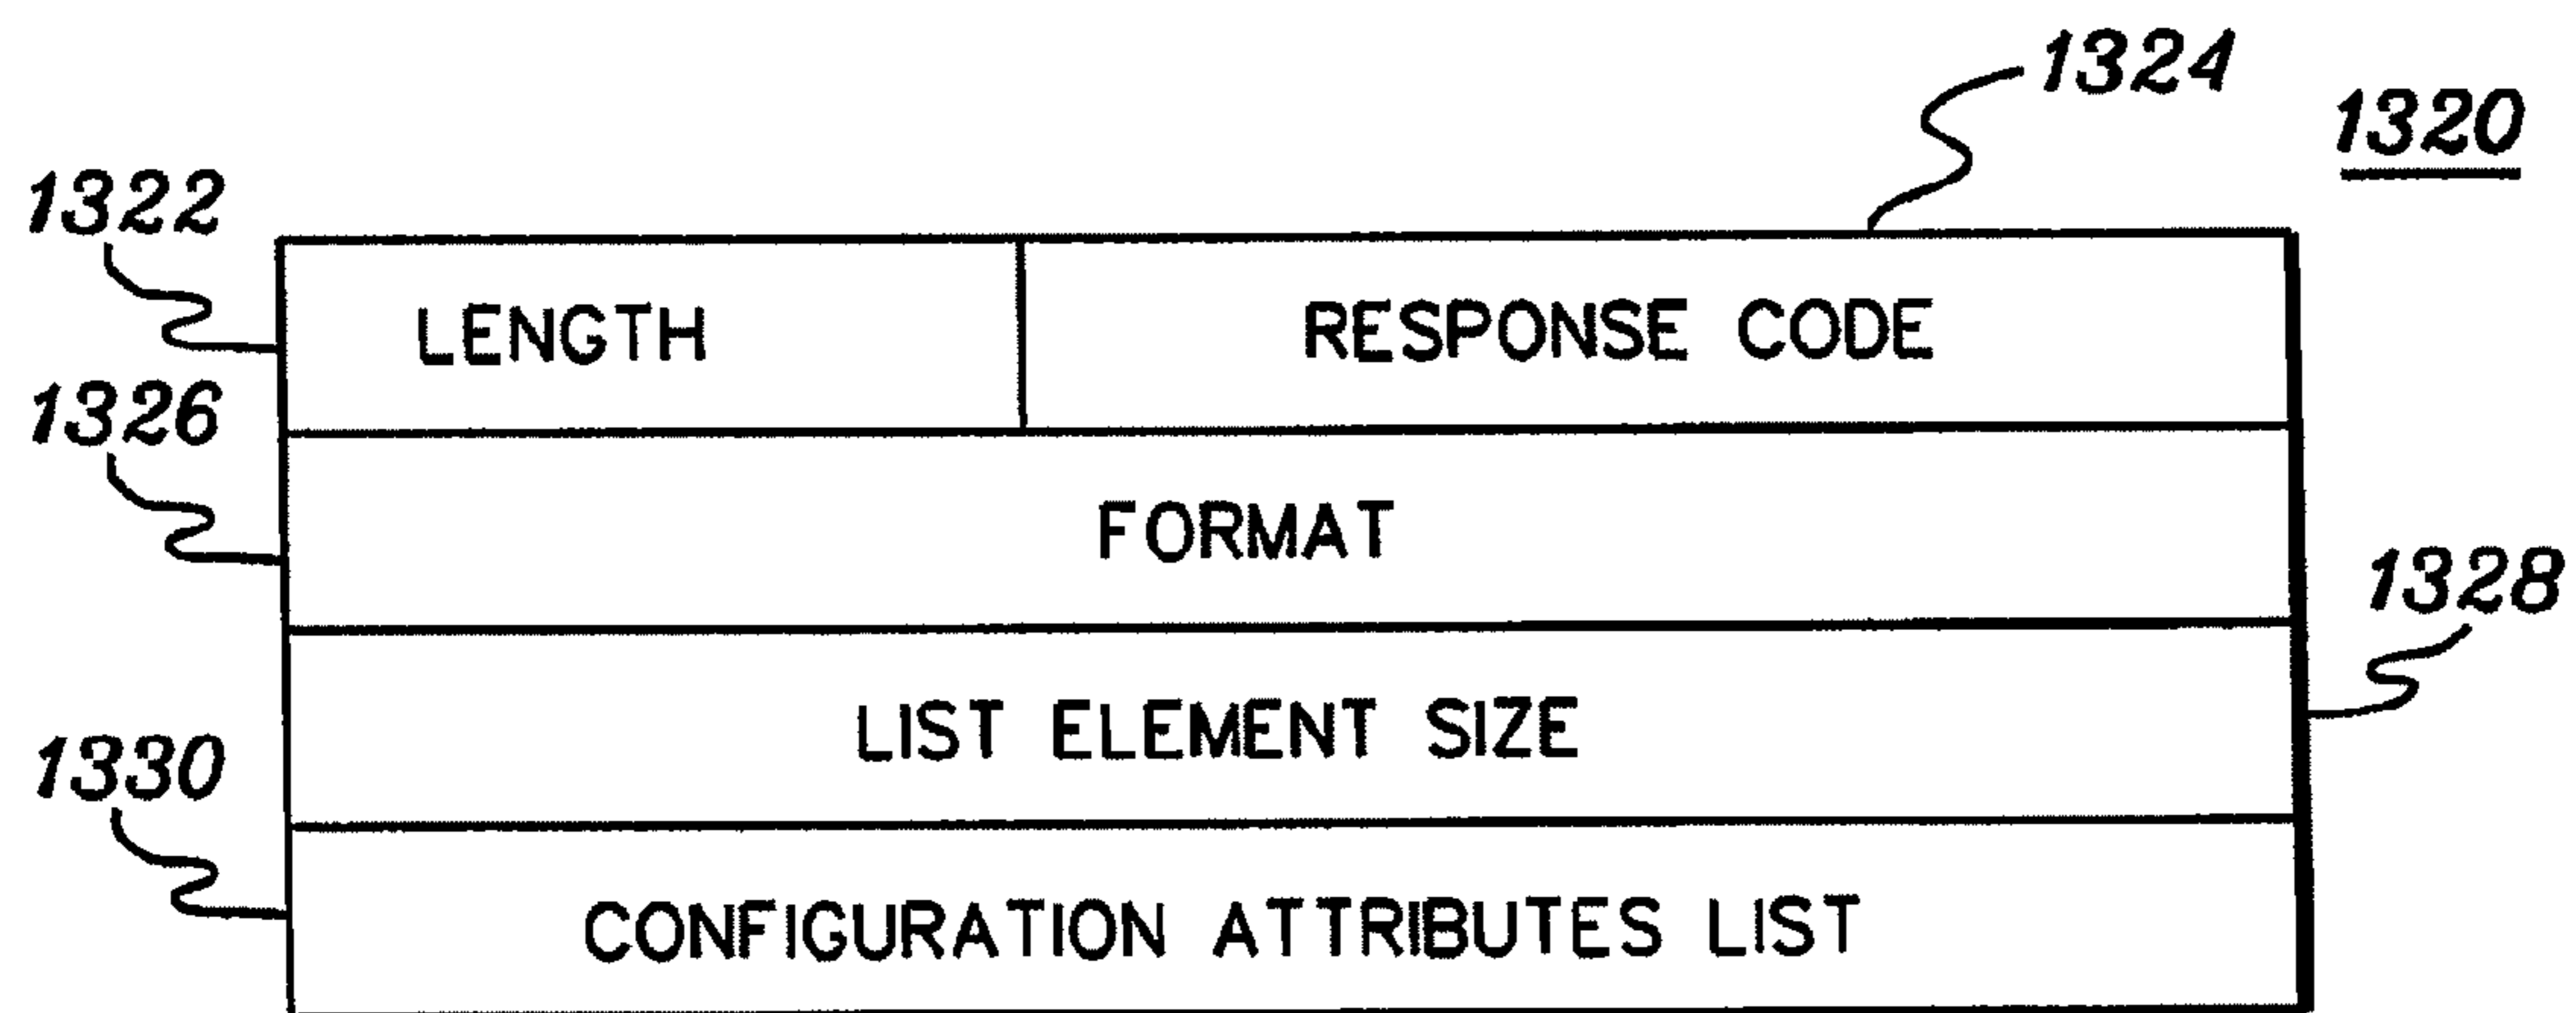 1324
1320
1322
LENGTH RESPONSE CODE
1326
FORMAT
1328
LIST ELEMENT SIZE
1330
CONFIGURATION ATTRIBUTES LIST